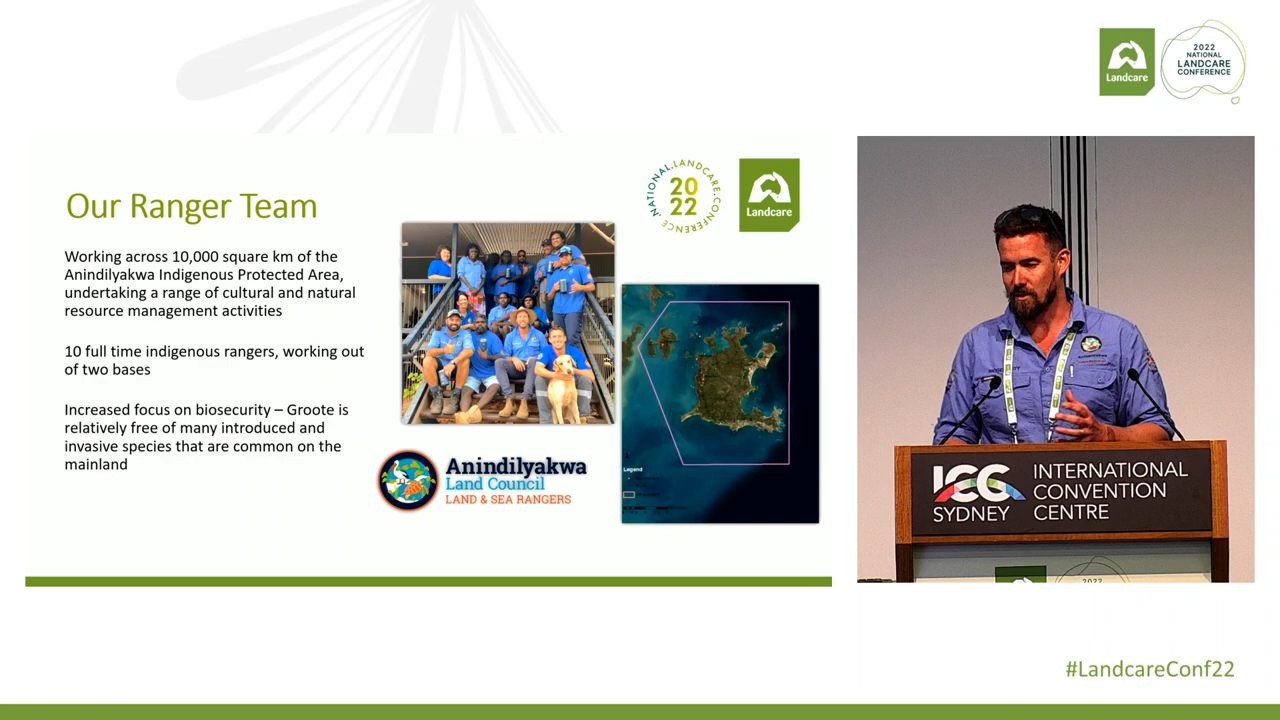 Landcare
2022
NATIONAL
LANDCARE
CONFERENCE
Our Ranger Team
NATIONAL.LANDCARE.CONFERENCE.
20
22
Landcare
Working across 10,000 square km of the
Anindilyakwa Indigenous Protected Area,
undertaking a range of cultural and natural
resource management activities
10 full time indigenous rangers, working out
of two bases
Increased focus on biosecurity – Groote is
relatively free of many introduced and
invasive species that are common on the
mainland
Anindilyakwa
Land Council
LAND & SEA RANGERS
Legend
ICC
SYDNEY
INTERNATIONAL
CONVENTION
CENTRE
2022
#LandcareConf22